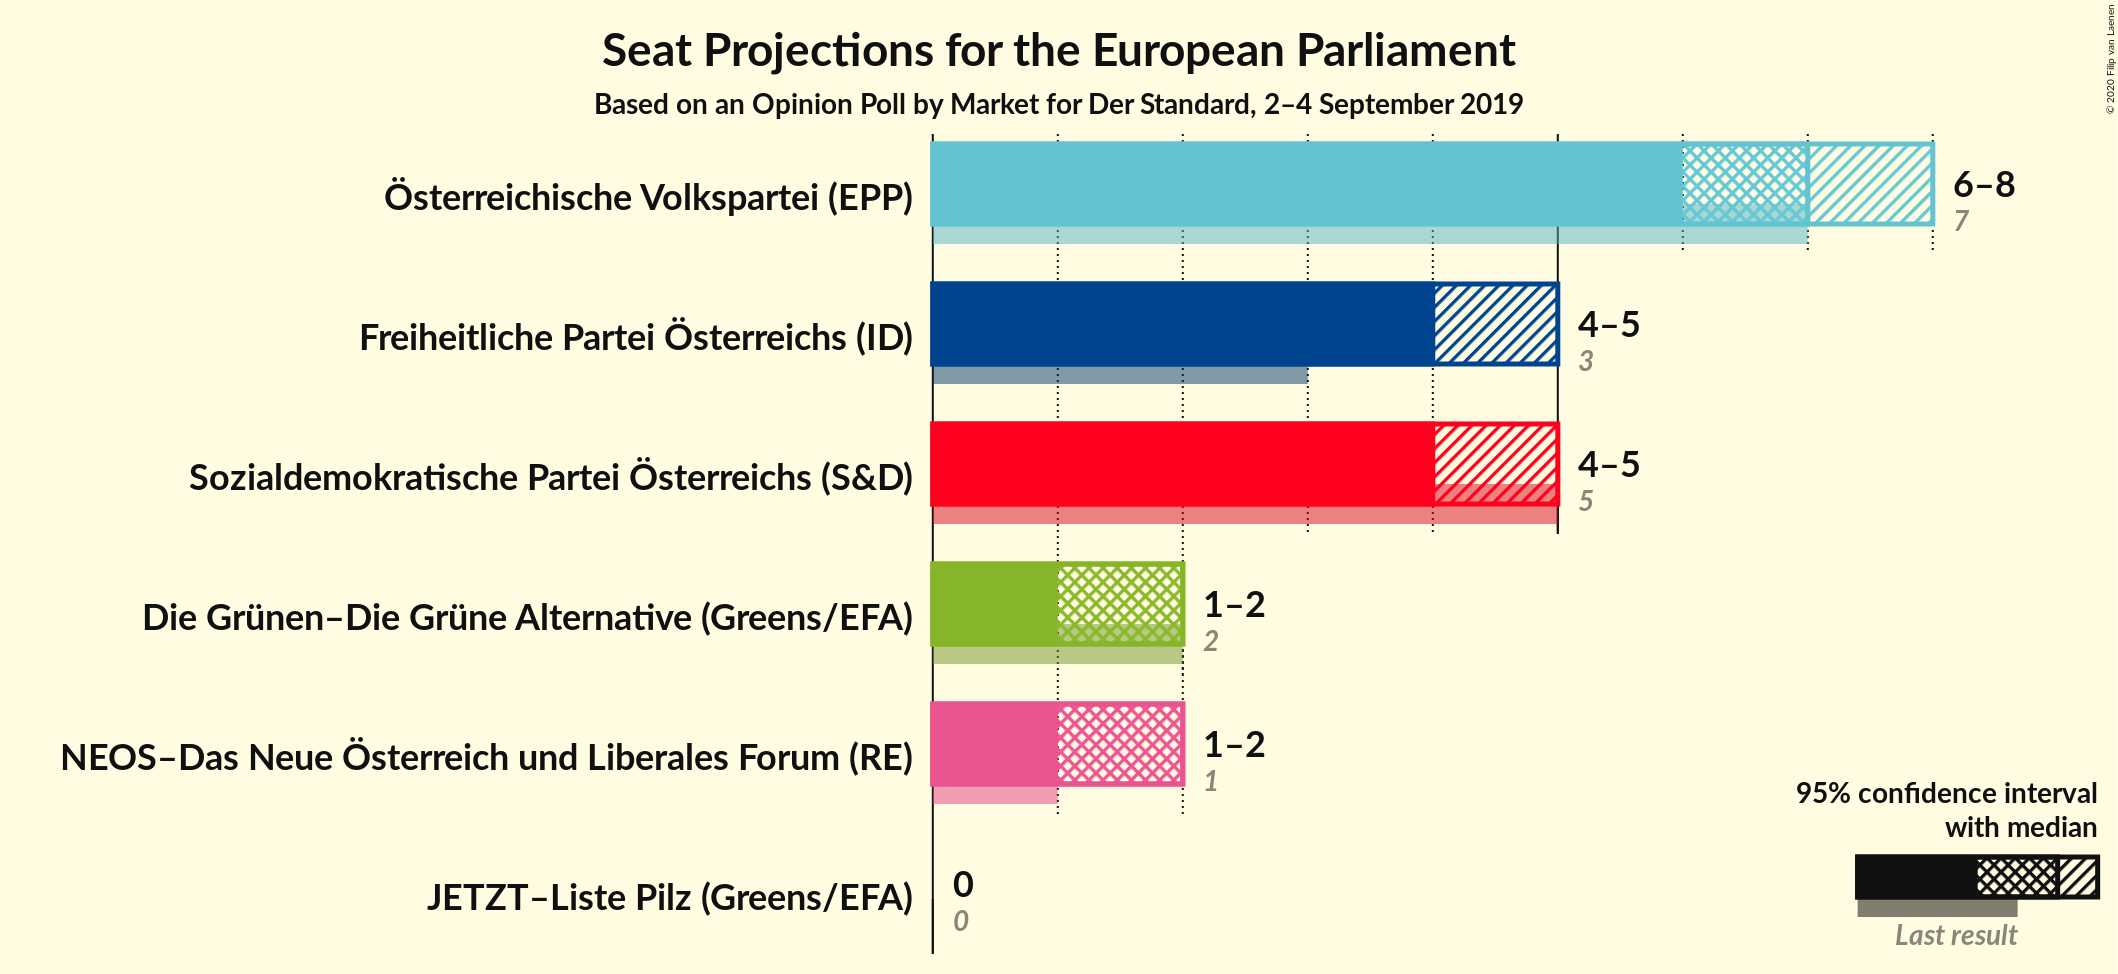 Seat Projections for the European Parliament
Based on an Opinion Poll by Market for Der Standard, 2–4 September 2019
© 2020 Filip van Laenen
Österreichische Volkspartei (EPP)
6–8
7
Freiheitliche Partei Österreichs (ID)
4–5
3
Sozialdemokratische Partei Österreichs (S&D)
4–5
5
Die Grünen–Die Grüne Alternative (Greens/EFA)
1–2
2
NEOS–Das Neue Österreich und Liberales Forum (RE)
1–2
1
JETZT–Liste Pilz (Greens/EFA)
0
0
95% confidence interval
with median
Last result